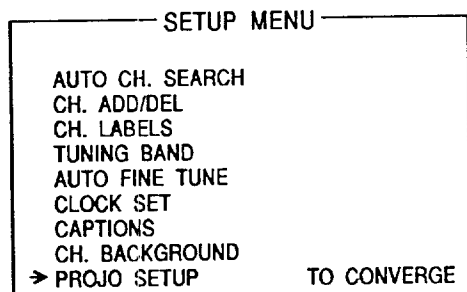 SETUP MENU
AUTO CH. SEARCH
CH. ADD/DEL
CH. LABELS
TUNING BAND
AUTO FINE TUNE
CLOCK SET
CAPTIONS
CH. BACKGROUND
→ PROJO SETUP TO CONVERGE